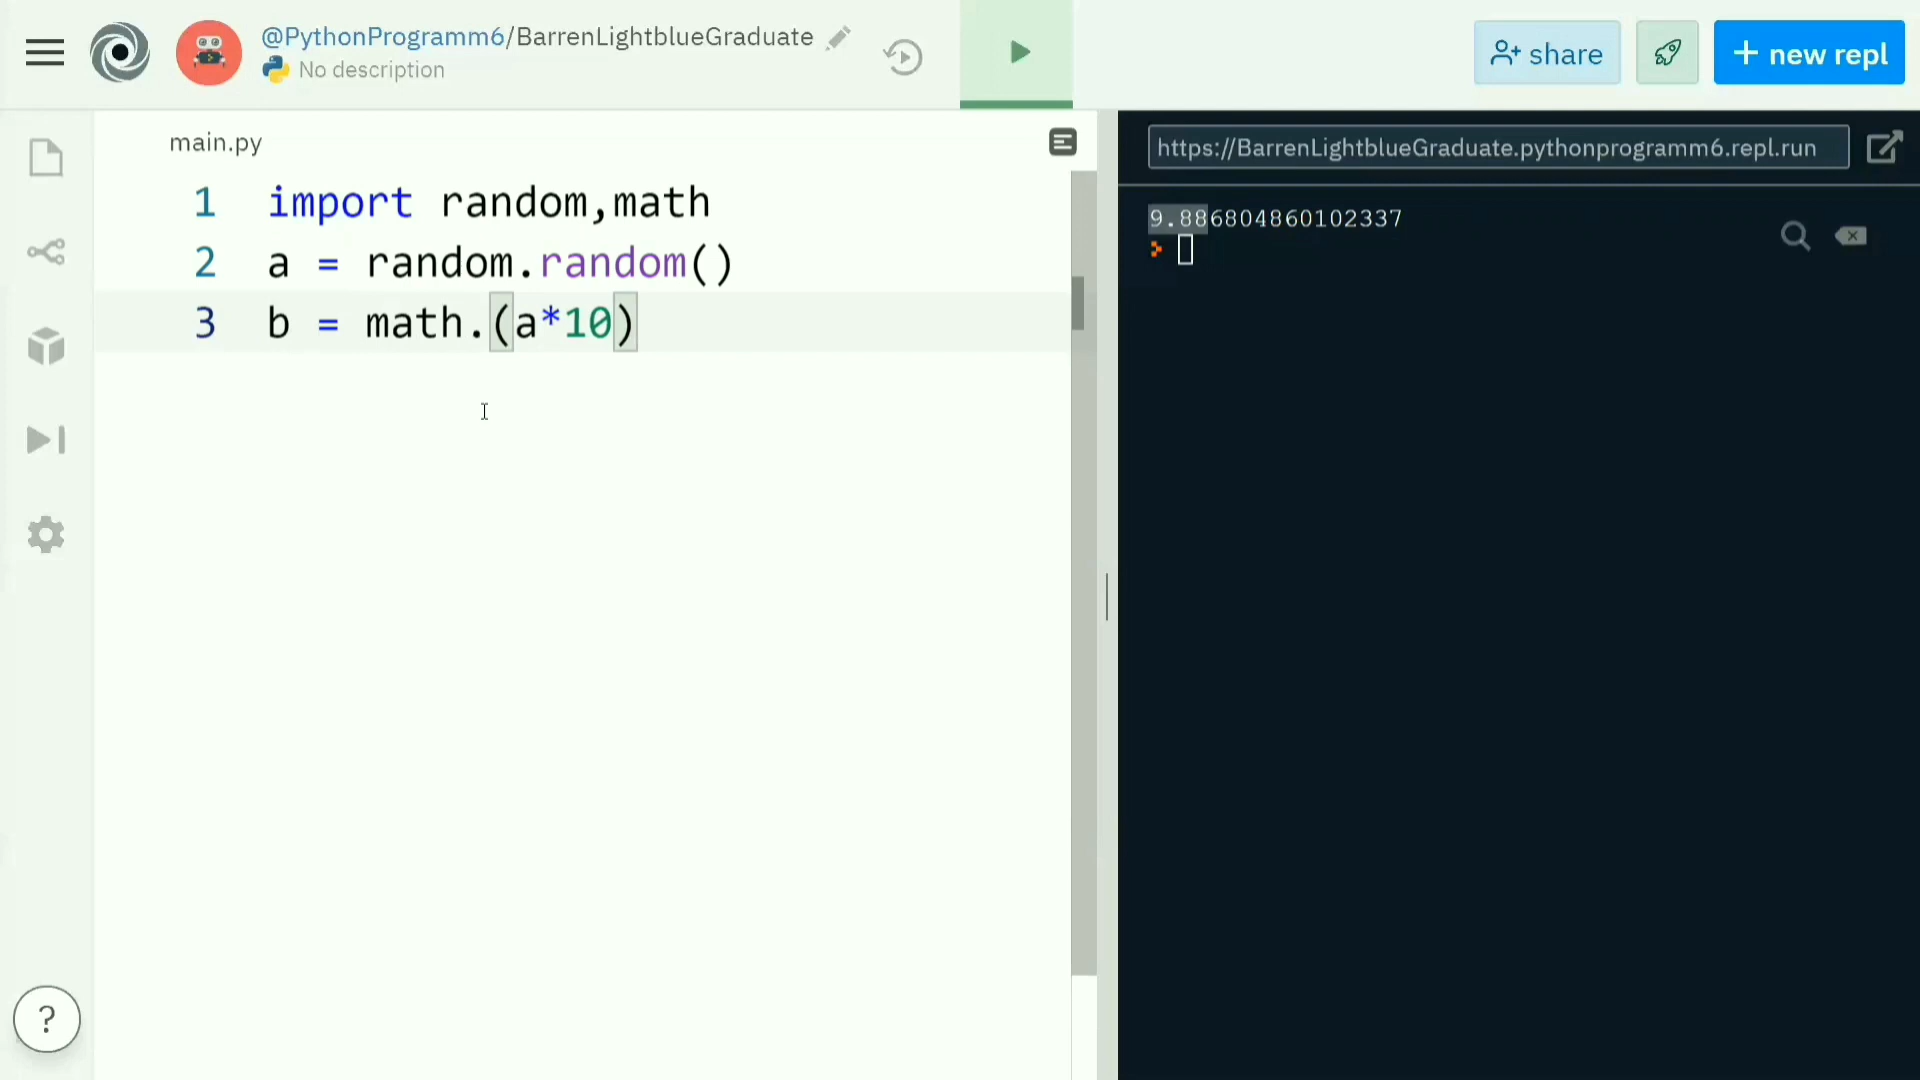 @PythonProgramm6/BarrenLightblueGraduate
No description
share
+ new repl
main.py
1 import random,math
2 a = random.random()
3 b = math.(a*10)
https://BarrenLightblueGraduate.pythonprogramm6.repl.run
9.886804860102337
?